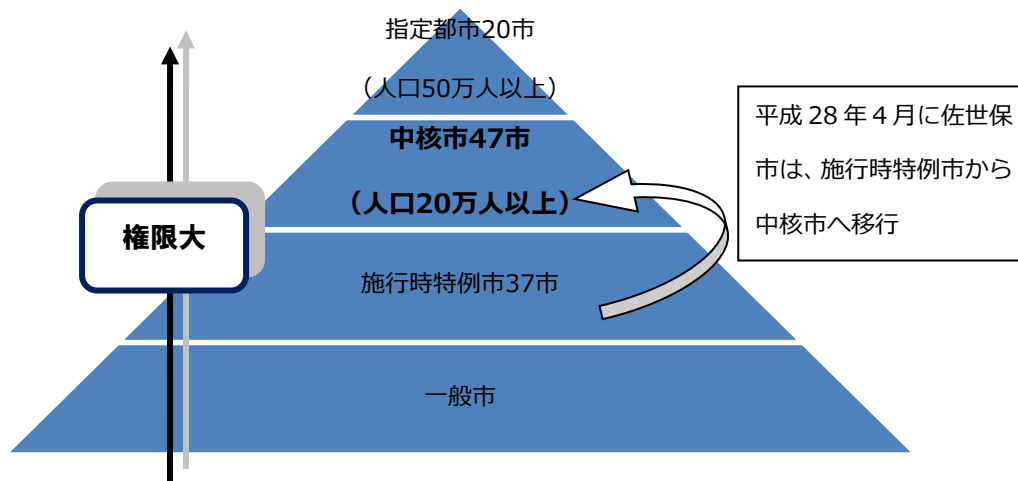 指定都市20市
（人口50万人以上）
中核市47市
（人口20万人以上）
権限大
施行時特例市37市
一般市
平成 28 年 4 月に佐世保
市は、施行時特例市から
中核市へ移行